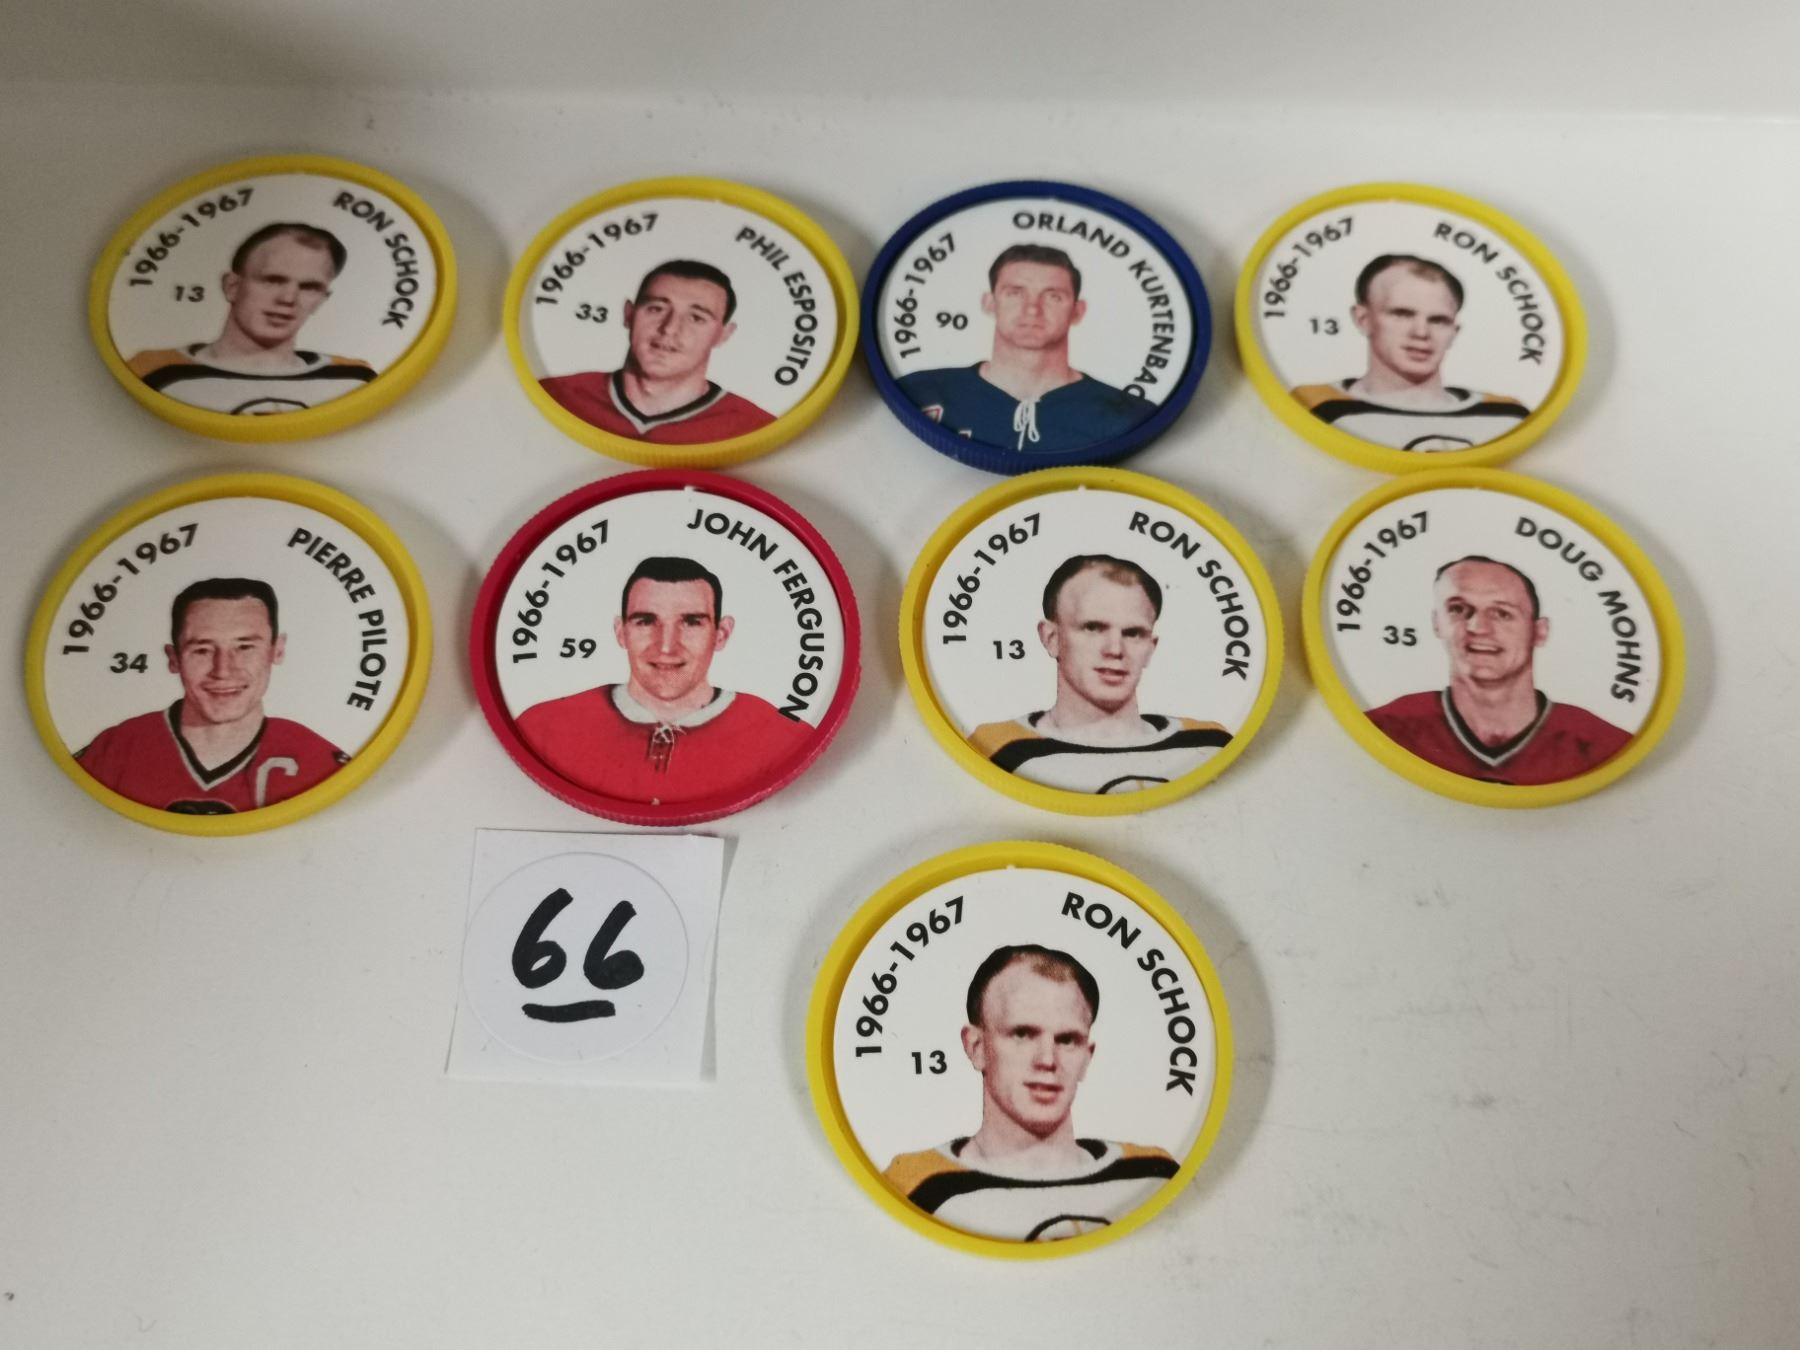 1966-1967 RON SCHOCK
13
1966-1967 PHIL ESPOSITO
33
1966-1967 ORLAND KURTENBAC
90
1966-1967 RON SCHOCK
13
1966-1967 PIERRE PILOTE
34
C
1966-1967 JOHN FERGUSON
59
1966-1967 RON SCHOCK
13
1966-1967 DOUG MOHNS
35
66
1966-1967 RON SCHOCK
13